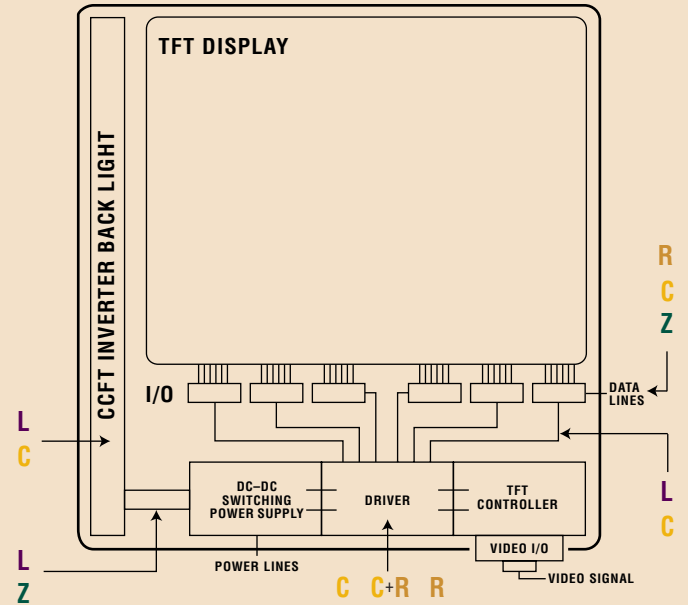 TFT DISPLAY
CCFT INVERTER BACK LIGHT
R
C
Z
I/O
DATA
LINES
L
C
L
C
DC–DC
SWITCHING
POWER SUPPLY
DRIVER
TFT
CONTROLLER
VIDEO I/O
L
Z
POWER LINES
C C+R R
VIDEO SIGNAL